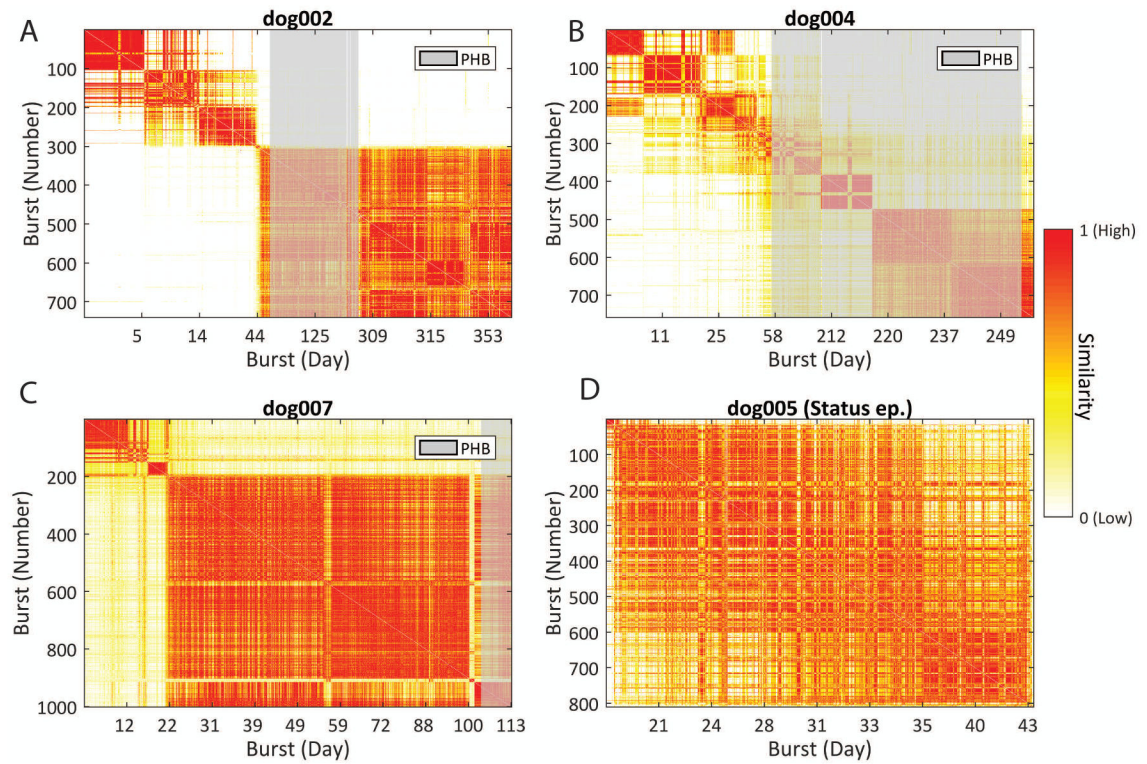 A
dog002
PHB
100
200
300
400
500
600
700
Burst (Number)
5 14 44 125 309 315 353
Burst (Day)
B
dog004
PHB
100
200
300
400
500
600
700
Burst (Number)
11 25 58 212 220 237 249
Burst (Day)
1 (High)
Similarity
0 (Low)
C
dog007
PHB
200
400
600
800
1000
Burst (Number)
12 22 31 39 49 59 72 88 100 113
Burst (Day)
D
dog005 (Status ep.)
100
200
300
400
500
600
700
800
Burst (Number)
21 24 28 31 33 35 40 43
Burst (Day)